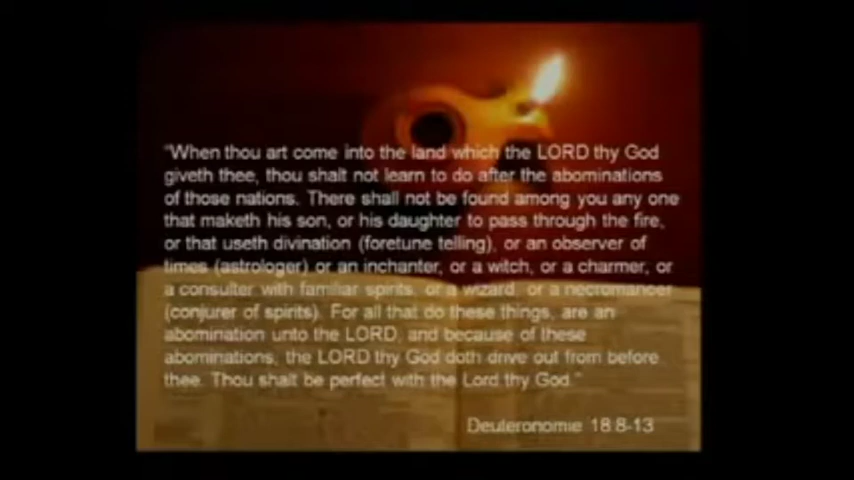 "When thou art come into the land which the LORD thy God
giveth thee, thou shalt not learn to do after the abominations
of those nations. There shall not be found among you any one
that maketh his son, or his daughter to pass through the fire,
or that useth divination (foretune telling), or an observer of
times (astrologer) or an inchanter, or a witch, or a charmer, or
a consulter with familiar spirits, or a wizard, or a necromancer
(conjurer of spirits). For all that do these things, are an
abomination unto the LORD, and because of these
abominations, the LORD thy God doth drive out from before
thee. Thou shalt be perfect with the Lord thy God."
Deuteronomie 18:8-13